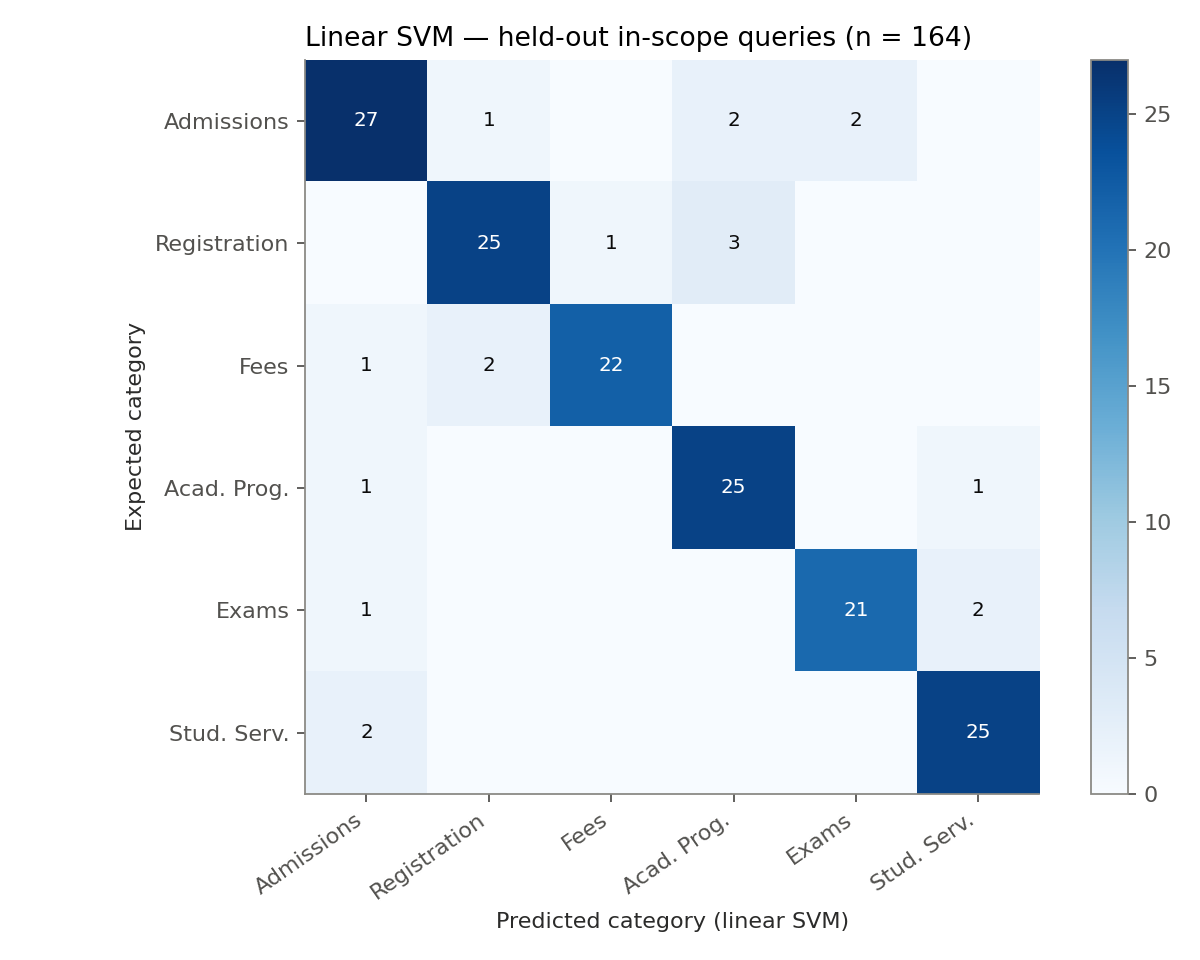 Linear SVM — held-out in-scope queries (n = 164)
Admissions 27 1 2 2
Registration 25 1 3
Fees 1 2 22
Acad. Prog. 1 25 1
Exams 1 21 2
Stud. Serv. 2 25
Expected category
Admissions Registration Fees Acad. Prog. Exams Stud. Serv.
Predicted category (linear SVM)
25
20
15
10
5
0